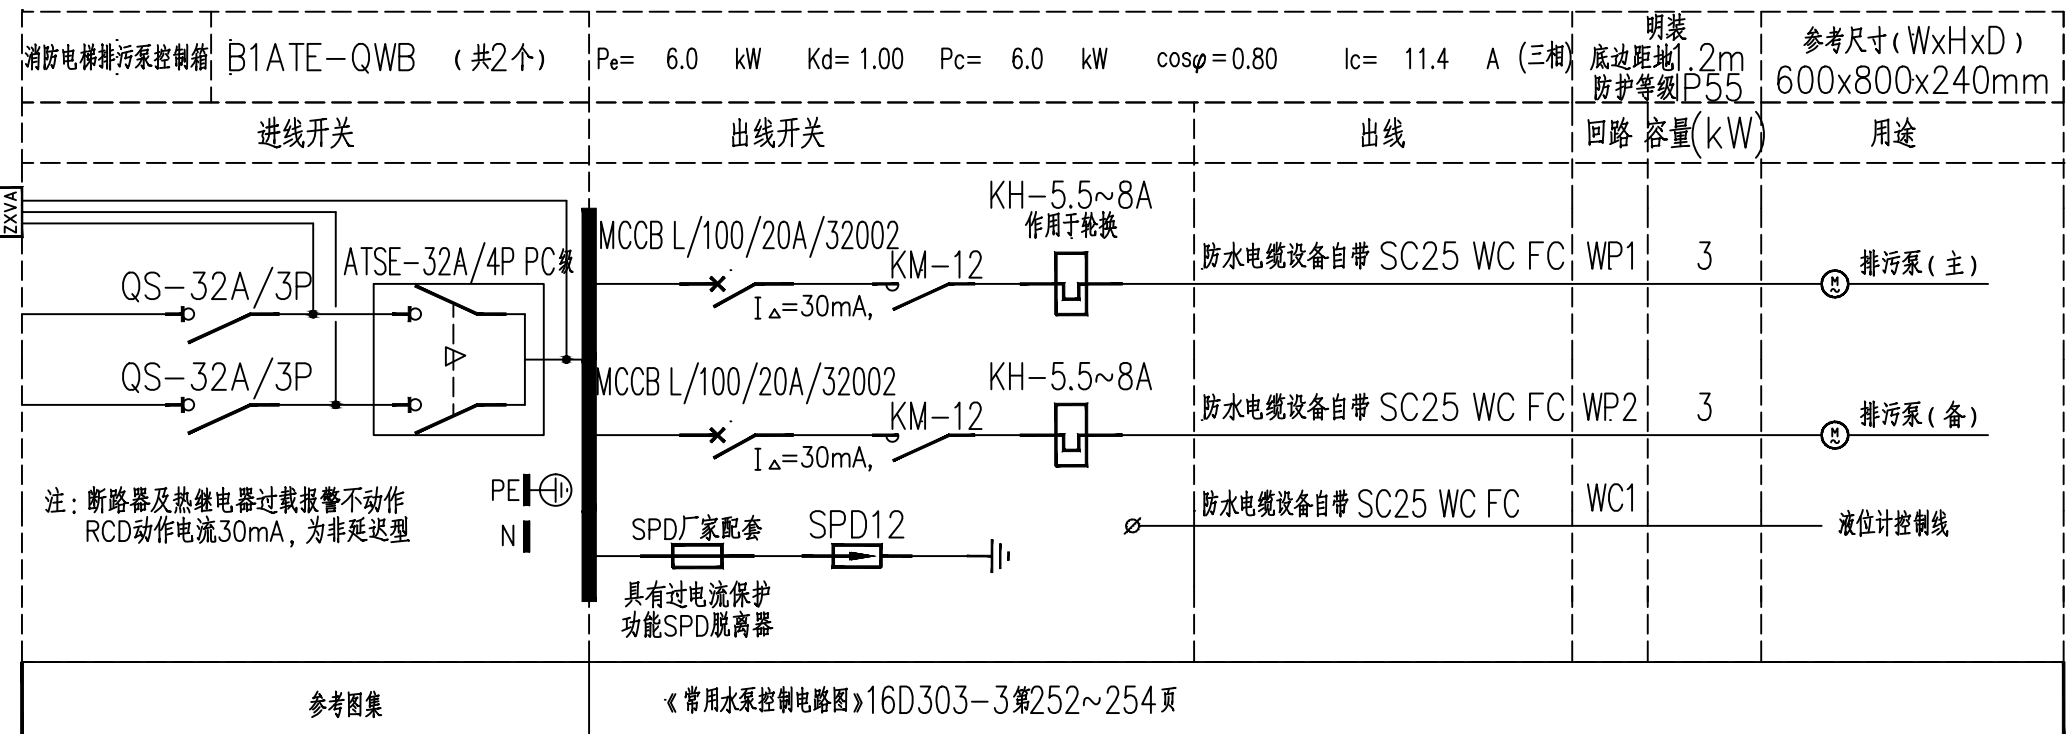 消防电梯排污泵控制箱 B1ATE-QWB （共2个） Pe= 6.0 kW Kd= 1.00 Pc= 6.0 kW cosφ=0.80 Ic= 11.4 A (三相)
明装
底边距地1.2m
防护等级IP55
参考尺寸(WxHxD)
600x800x240mm
进线开关 出线开关 出线 回路 容量(kW) 用途
ZXVA
QS-32A/3P
ATSE-32A/4P PC级
MCCB L/100/20A/32002
I△=30mA,
KM-12
KH-5.5~8A
作用于轮换
防水电缆设备自带 SC25 WC FC WP1 3 M~ 排污泵(主)
QS-32A/3P
MCCB L/100/20A/32002
I△=30mA,
KM-12
KH-5.5~8A
防水电缆设备自带 SC25 WC FC WP2 3 M~ 排污泵(备)
注：断路器及热继电器过载报警不动作
RCD动作电流30mA，为非延迟型
PE
N
SPD厂家配套 SPD12
具有过电流保护
功能SPD脱离器
防水电缆设备自带 SC25 WC FC WC1 液位计控制线
参考图集 《常用水泵控制电路图》16D303-3第252~254页